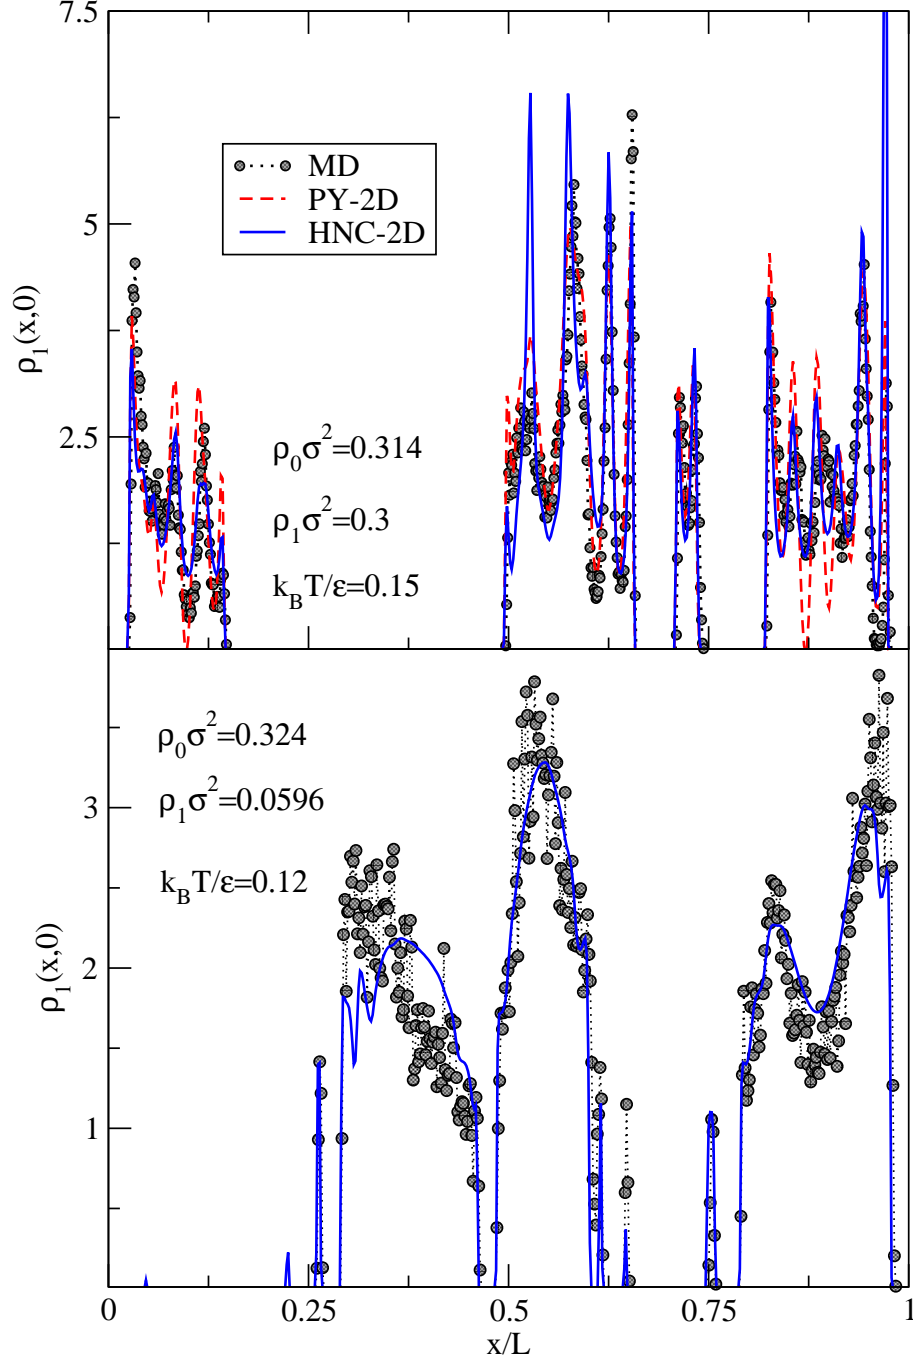 7.5
MD
PY-2D
HNC-2D
5
ρ₁(x,0)
2.5
ρ₀σ²=0.314
ρ₁σ²=0.3
k_BT/ε=0.15
ρ₀σ²=0.324
3
ρ₁σ²=0.0596
k_BT/ε=0.12
ρ₁(x,0)
2
1
0 0.25 0.5 0.75 1
x/L